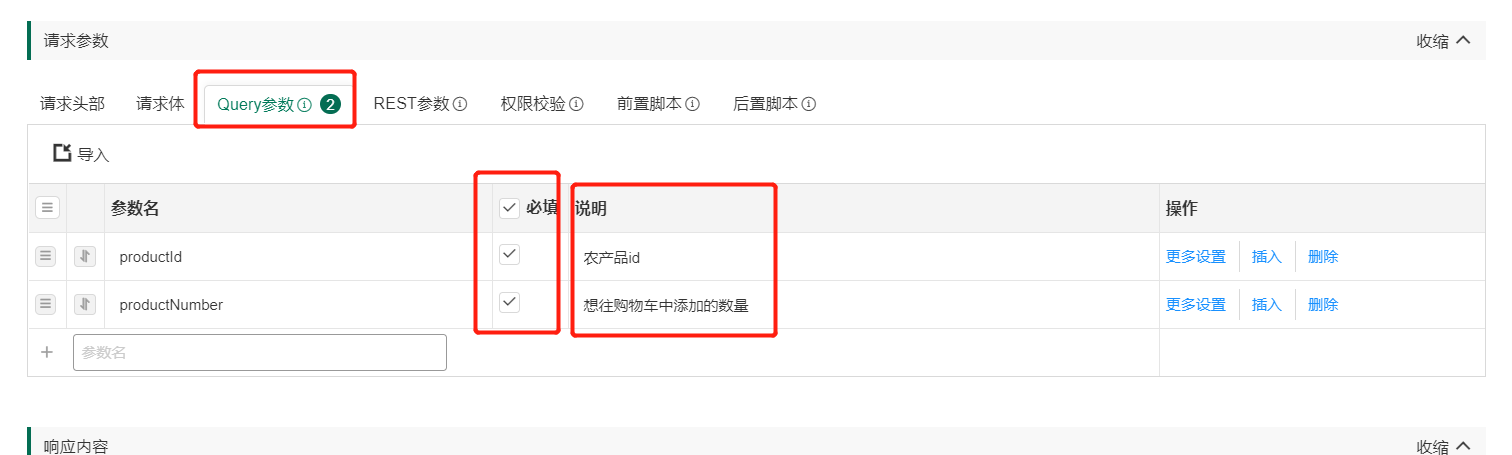 请求参数 收缩
请求头部 请求体 Query参数 2 REST参数 权限校验 前置脚本 后置脚本
导入
参数名 必填 说明 操作
productId 农产品id 更多设置 插入 删除
productNumber 想往购物车中添加的数量 更多设置 插入 删除
+ 参数名
响应内容 收缩